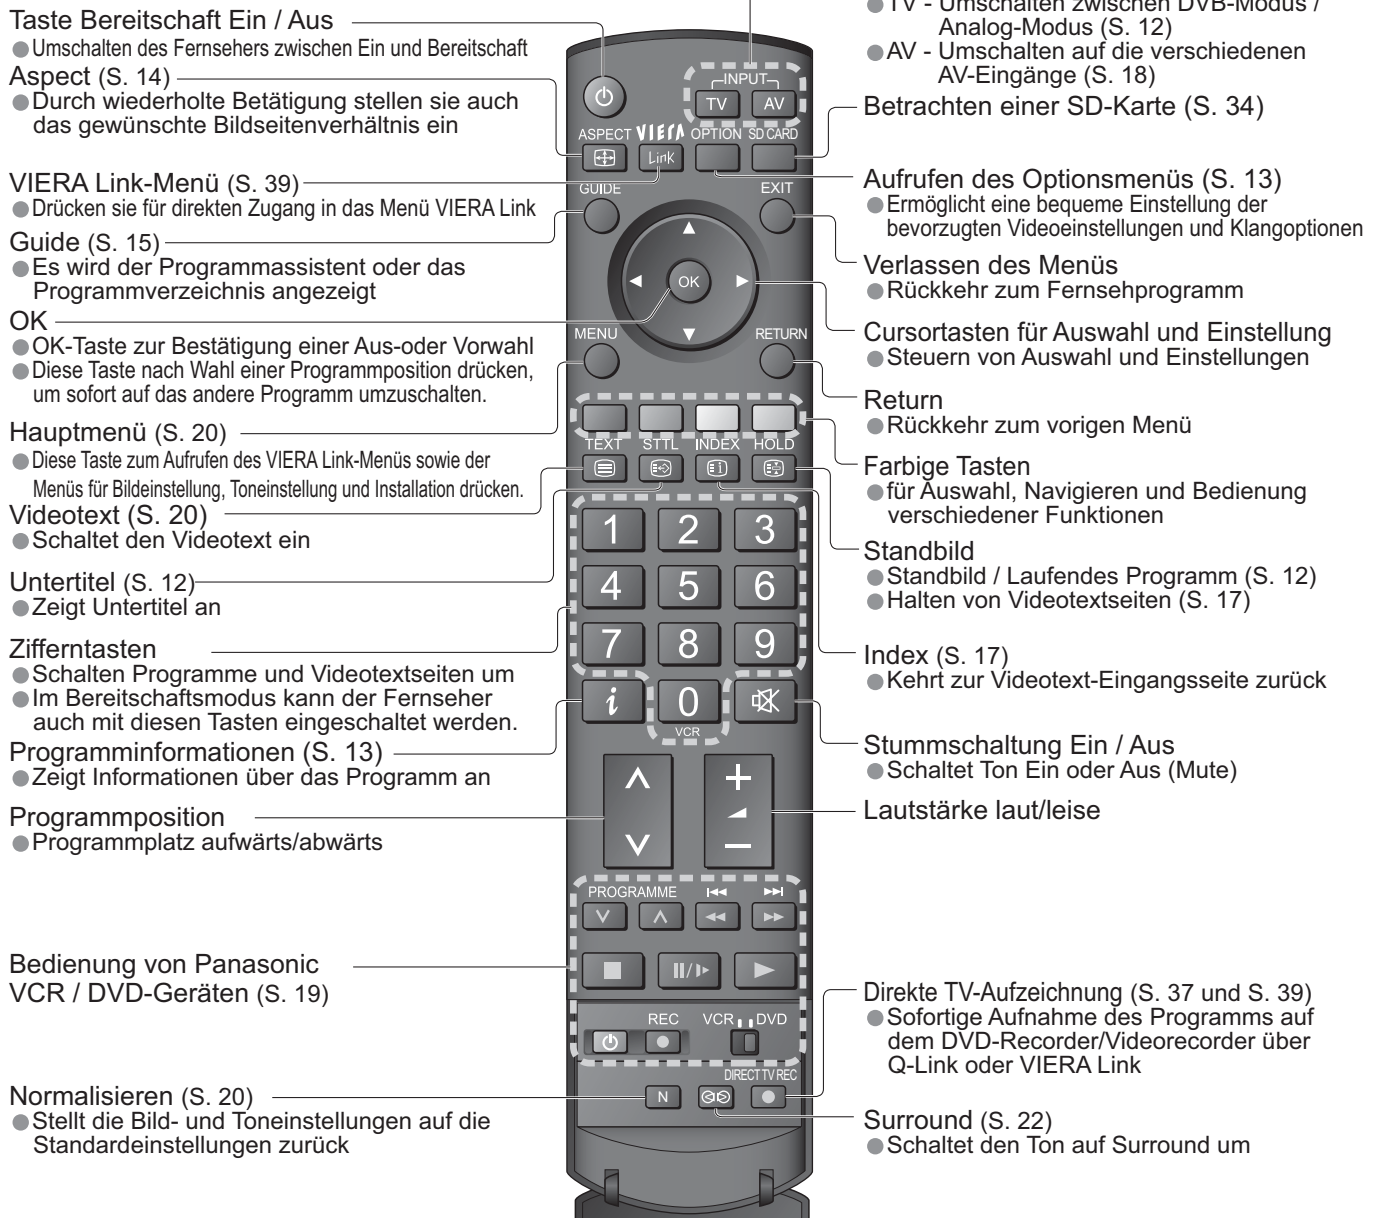 Taste Bereitschaft Ein / Aus
●Umschalten des Fernsehers zwischen Ein und Bereitschaft
Aspect (S. 14)
●Durch wiederholte Betätigung stellen sie auch
das gewünschte Bildseitenverhältnis ein
VIERA Link-Menü (S. 39)
●Drücken sie für direkten Zugang in das Menü VIERA Link
Guide (S. 15)
●Es wird der Programmassistent oder das
Programmverzeichnis angezeigt
OK
●OK-Taste zur Bestätigung einer Aus-oder Vorwahl
●Diese Taste nach Wahl einer Programmposition drücken,
um sofort auf das andere Programm umzuschalten.
Hauptmenü (S. 20)
●Diese Taste zum Aufrufen des VIERA Link-Menüs sowie der
Menüs für Bildeinstellung, Toneinstellung und Installation drücken.
Videotext (S. 20)
●Schaltet den Videotext ein
Untertitel (S. 12)
●Zeigt Untertitel an
Zifferntasten
●Schalten Programme und Videotextseiten um
●Im Bereitschaftsmodus kann der Fernseher
auch mit diesen Tasten eingeschaltet werden.
Programminformationen (S. 13)
●Zeigt Informationen über das Programm an
Programmposition
●Programmplatz aufwärts/abwärts
Bedienung von Panasonic
VCR / DVD-Geräten (S. 19)
Normalisieren (S. 20)
●Stellt die Bild- und Toneinstellungen auf die
Standardeinstellungen zurück
INPUT
TV AV
ASPECT VIERA OPTION SD CARD
Link
GUIDE EXIT
OK
MENU RETURN
TEXT STTL INDEX HOLD
1 2 3
4 5 6
7 8 9
i 0
VCR
+
−
PROGRAMME
REC VCR DVD
DIRECT TV REC
N
●TV - Umschalten zwischen DVB-Modus /
Analog-Modus (S. 12)
●AV - Umschalten auf die verschiedenen
AV-Eingänge (S. 18)
Betrachten einer SD-Karte (S. 34)
Aufrufen des Optionsmenüs (S. 13)
●Ermöglicht eine bequeme Einstellung der
bevorzugten Videoeinstellungen und Klangoptionen
Verlassen des Menüs
●Rückkehr zum Fernsehprogramm
Cursortasten für Auswahl und Einstellung
●Steuern von Auswahl und Einstellungen
Return
●Rückkehr zum vorigen Menü
Farbige Tasten
●für Auswahl, Navigieren und Bedienung
verschiedener Funktionen
Standbild
●Standbild / Laufendes Programm (S. 12)
●Halten von Videotextseiten (S. 17)
Index (S. 17)
●Kehrt zur Videotext-Eingangsseite zurück
Stummschaltung Ein / Aus
●Schaltet Ton Ein oder Aus (Mute)
Lautstärke laut/leise
Direkte TV-Aufzeichnung (S. 37 und S. 39)
●Sofortige Aufnahme des Programms auf
dem DVD-Recorder/Videorecorder über
Q-Link oder VIERA Link
Surround (S. 22)
●Schaltet den Ton auf Surround um